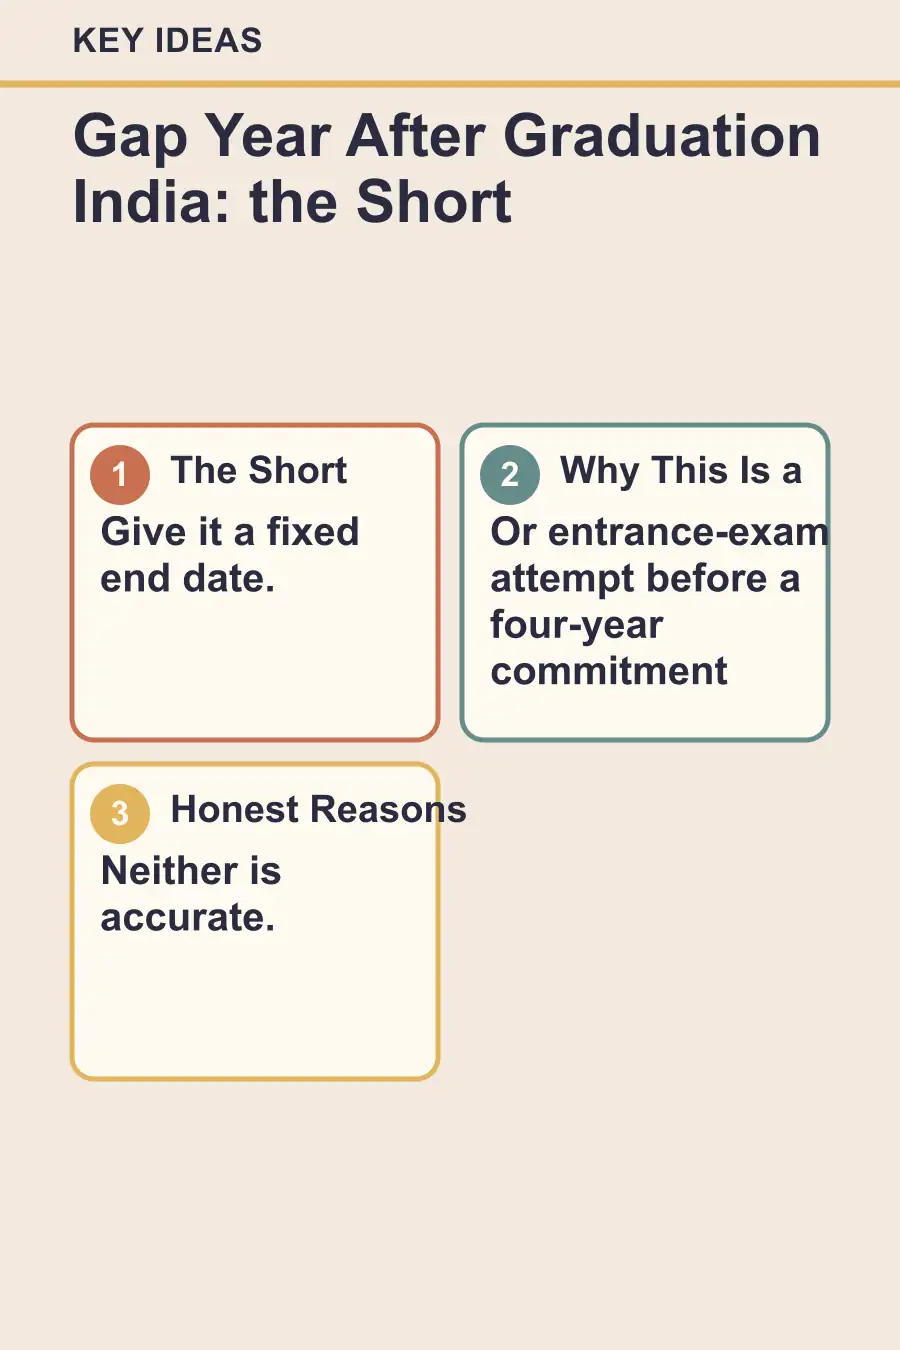 KEY IDEAS
Gap Year After Graduation
India: the Short
1 The Short
Give it a fixed
end date.
2 Why This Is a
Or entrance-exam
attempt before a
four-year
commitment
3 Honest Reasons
Neither is
accurate.